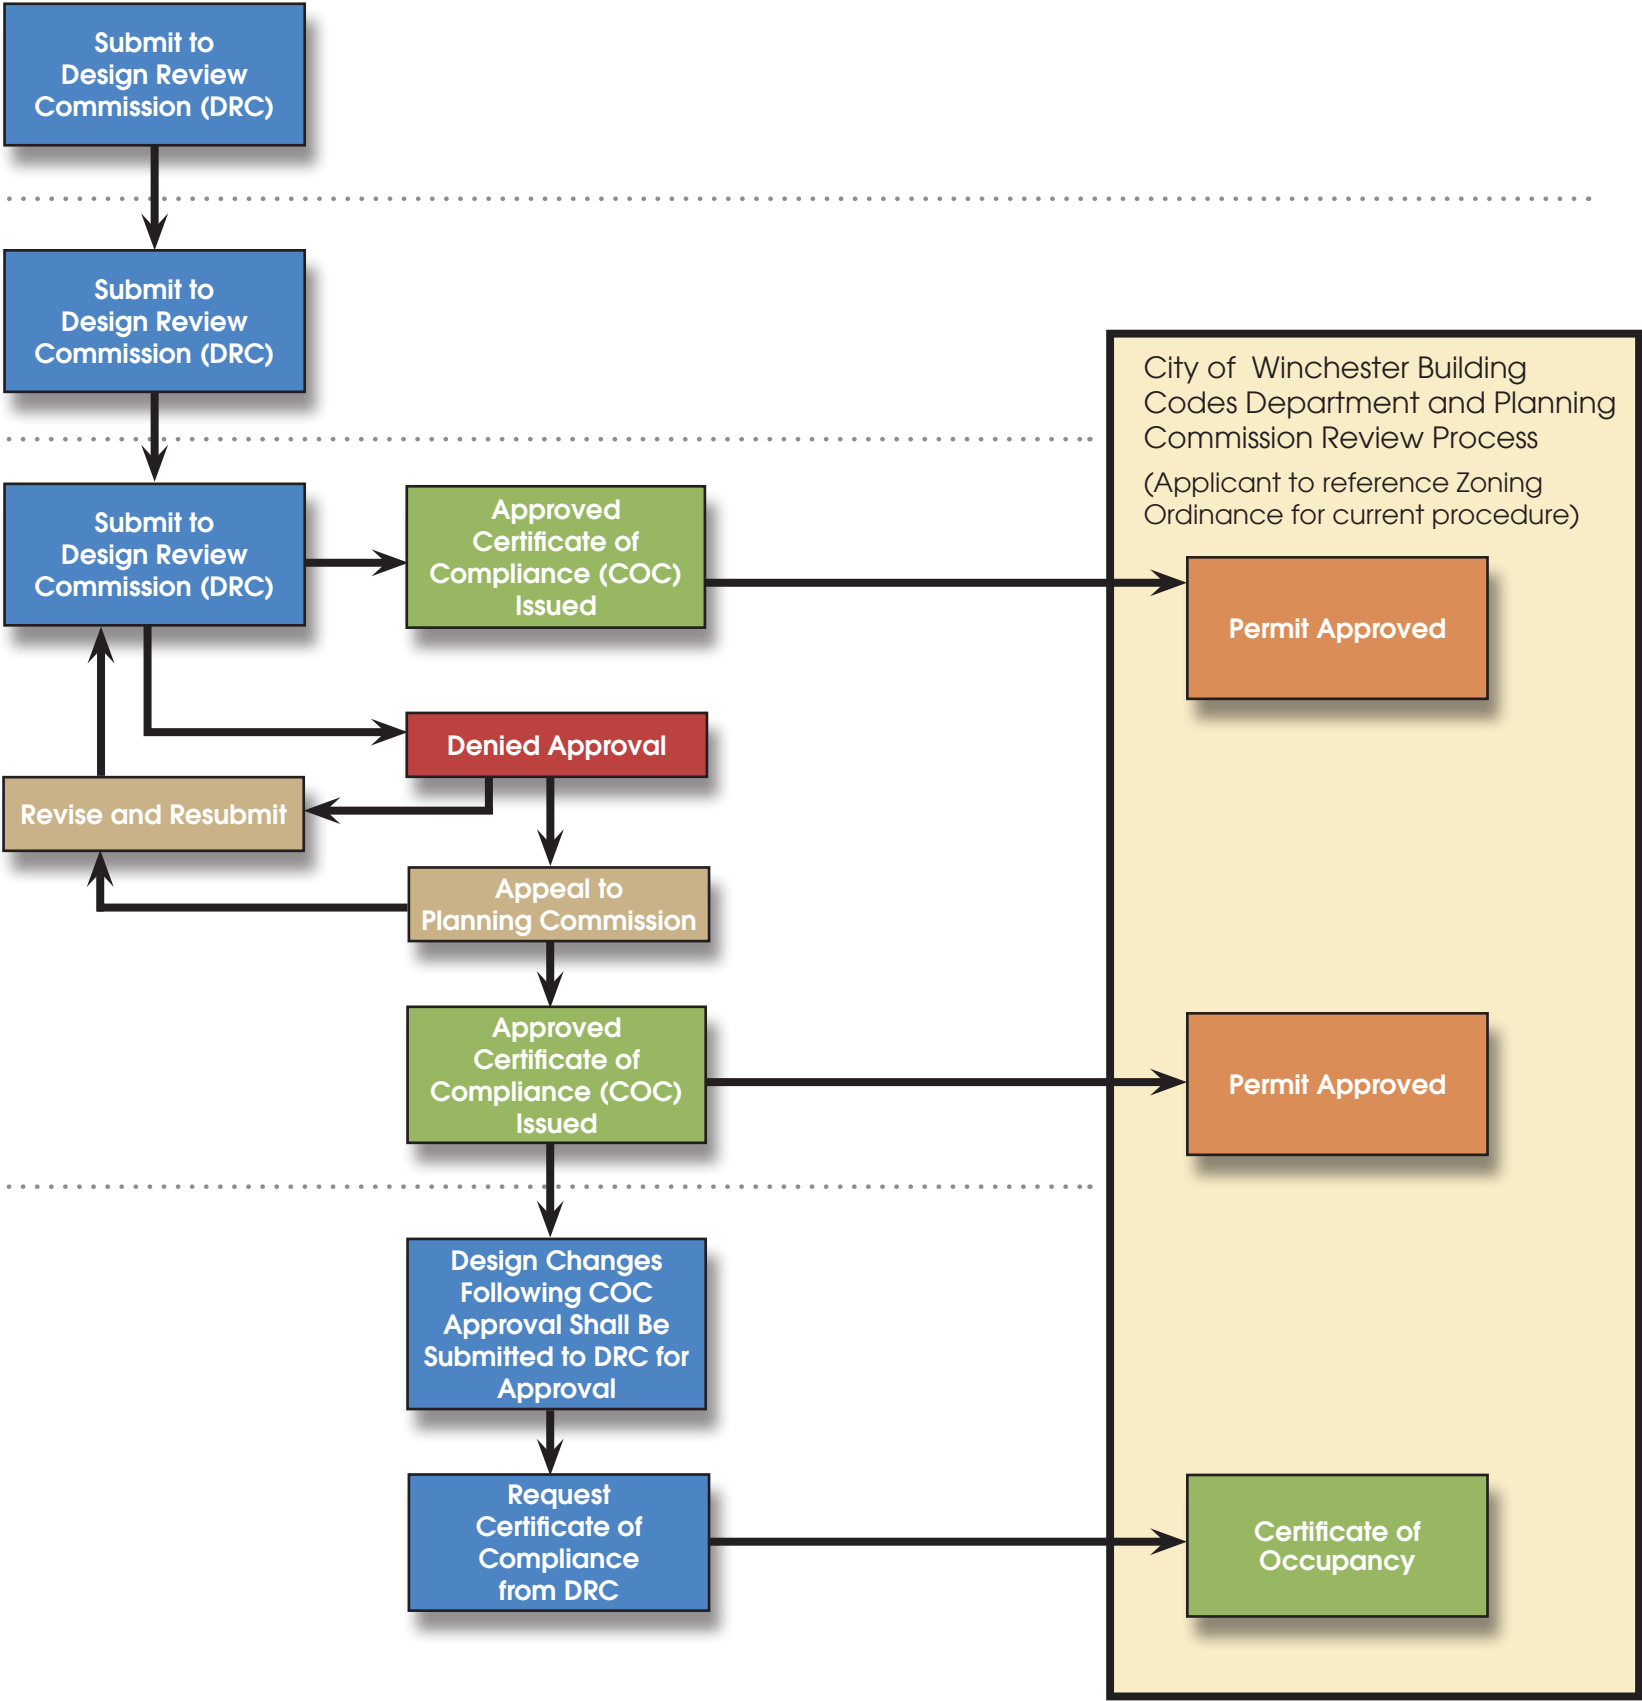 Submit to
Design Review
Commission (DRC)
Submit to
Design Review
Commission (DRC)
City of Winchester Building
Codes Department and Planning
Commission Review Process
(Applicant to reference Zoning
Ordinance for current procedure)
Submit to
Design Review
Commission (DRC)
Approved
Certificate of
Compliance (COC)
Issued
Permit Approved
Denied Approval
Revise and Resubmit
Appeal to
Planning Commission
Approved
Certificate of
Compliance (COC)
Issued
Permit Approved
Design Changes
Following COC
Approval Shall Be
Submitted to DRC for
Approval
Request
Certificate of
Compliance
from DRC
Certificate of
Occupancy